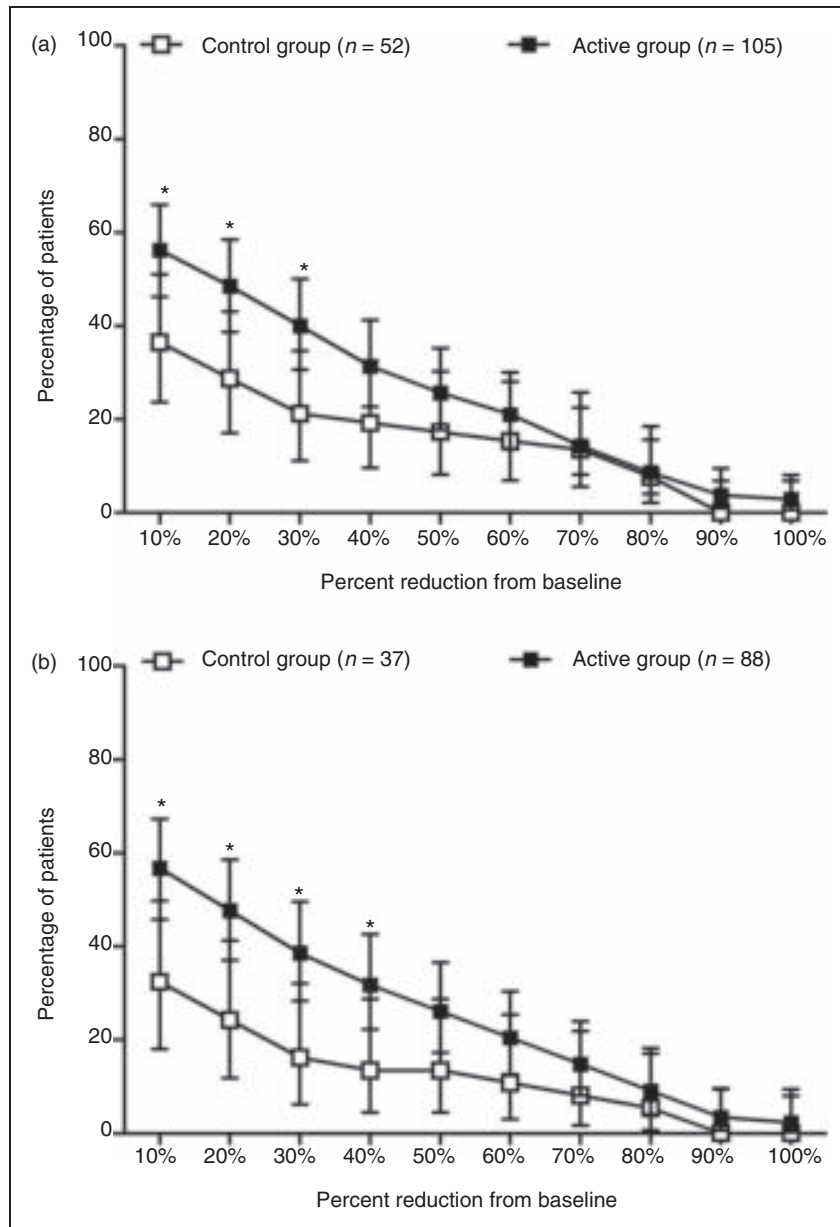 (a)
Control group (n = 52)
Active group (n = 105)
100
80
60
40
20
0
Percentage of patients
* * *
10% 20% 30% 40% 50% 60% 70% 80% 90% 100%
Percent reduction from baseline
(b)
Control group (n = 37)
Active group (n = 88)
100
80
60
40
20
0
Percentage of patients
* * * *
10% 20% 30% 40% 50% 60% 70% 80% 90% 100%
Percent reduction from baseline